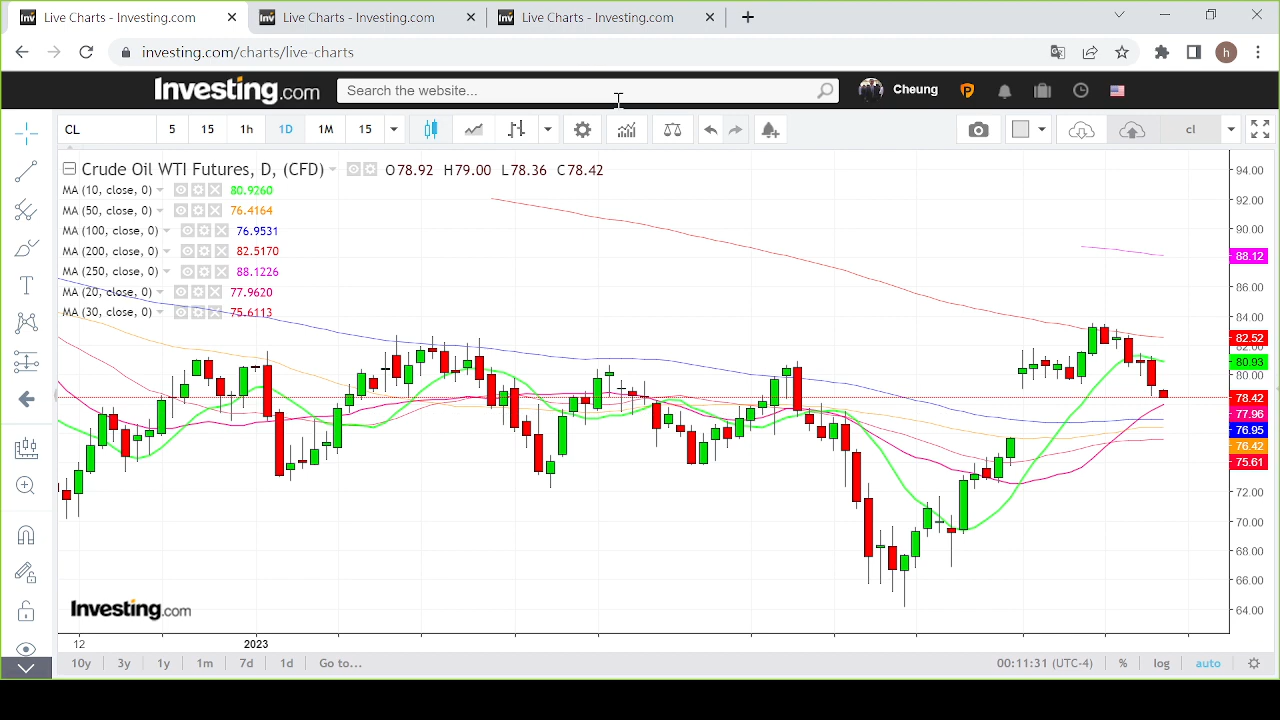 Live Charts - Investing.com
Live Charts - Investing.com
Live Charts - Investing.com
investing.com/charts/live-charts
h
Investing.com
Search the website...
Cheung
P
CL
5
15
1h
1D
1M
15
cl
Crude Oil WTI Futures, D, (CFD)
O78.92 H79.00 L78.36 C78.42
MA (10, close, 0) 80.9260
MA (50, close, 0) 76.4164
MA (100, close, 0) 76.9531
MA (200, close, 0) 82.5170
MA (250, close, 0) 88.1226
MA (20, close, 0) 77.9620
MA (30, close, 0) 75.6113
94.00
92.00
90.00
88.12
86.00
84.00
82.52
82.00
80.93
80.00
78.42
77.96
76.95
76.42
75.61
72.00
70.00
68.00
66.00
64.00
Investing.com
12
2023
10y
3y
1y
1m
7d
1d
Go to...
00:11:31 (UTC-4)
%
log
auto